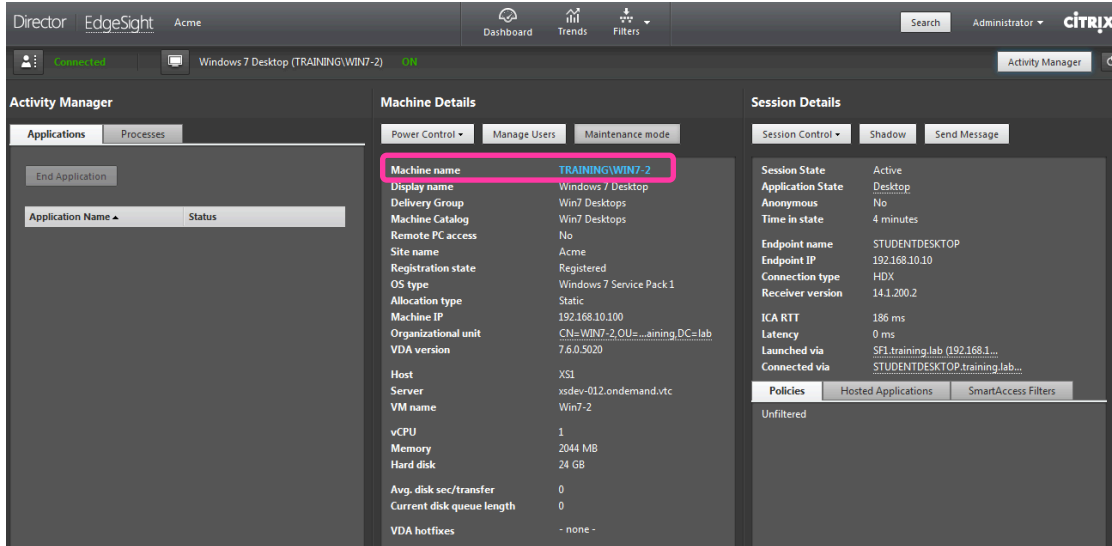 Director EdgeSight Acme Dashboard Trends Filters Search Administrator CİTRIX
Connected Windows 7 Desktop (TRAINING\WIN7-2) ON Activity Manager
Activity Manager
Applications Processes
End Application
Application Name Status
Machine Details
Power Control Manage Users Maintenance mode
Machine name TRAINING\WIN7-2
Display name Windows 7 Desktop
Delivery Group Win7 Desktops
Machine Catalog Win7 Desktops
Remote PC access No
Site name Acme
Registration state Registered
OS type Windows 7 Service Pack 1
Allocation type Static
Machine IP 192.168.10.100
Organizational unit CN=WIN7-2,OU=...aining,DC=lab
VDA version 7.6.0.5020
Host XS1
Server xsdev-012.ondemand.vtc
VM name Win7-2
vCPU 1
Memory 2044 MB
Hard disk 24 GB
Avg. disk sec/transfer 0
Current disk queue length 0
VDA hotfixes - none -
Session Details
Session Control Shadow Send Message
Session State Active
Application State Desktop
Anonymous No
Time in state 4 minutes
Endpoint name STUDENTDESKTOP
Endpoint IP 192.168.10.10
Connection type HDX
Receiver version 14.1.200.2
ICA RTT 186 ms
Latency 0 ms
Launched via SF1.training.lab (192.168.1...
Connected via STUDENTDESKTOP.training.lab...
Policies Hosted Applications SmartAccess Filters
Unfiltered